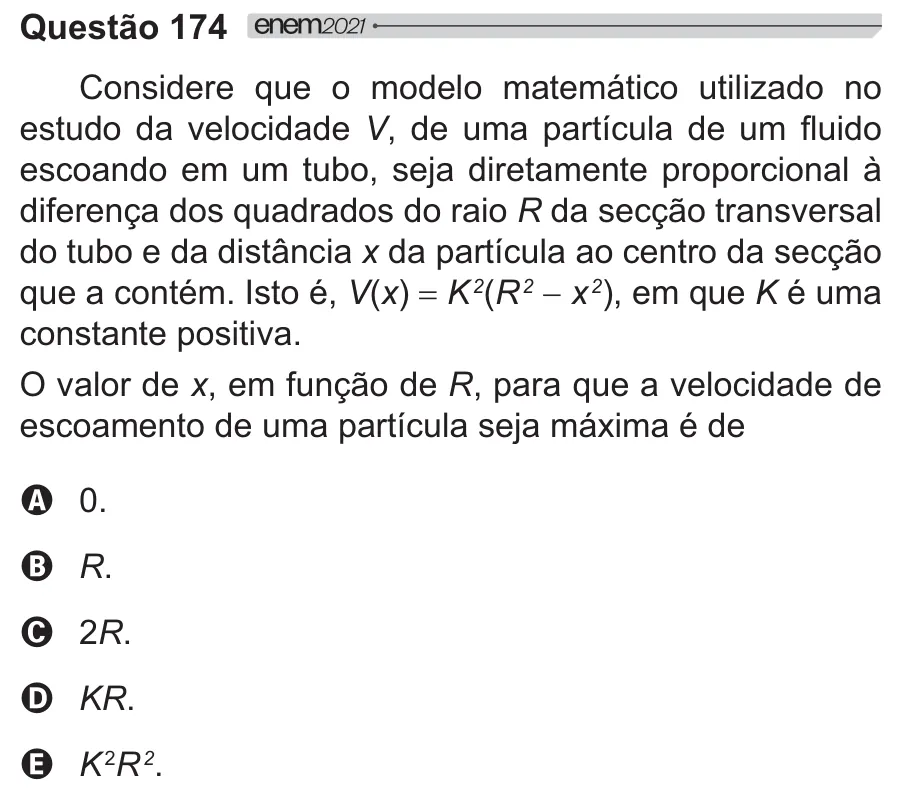 Questão 174 enem2021
Considere que o modelo matemático utilizado no
estudo da velocidade V, de uma partícula de um fluido
escoando em um tubo, seja diretamente proporcional à
diferença dos quadrados do raio R da secção transversal
do tubo e da distância x da partícula ao centro da secção
que a contém. Isto é, V(x) = K²(R² – x²), em que K é uma
constante positiva.
O valor de x, em função de R, para que a velocidade de
escoamento de uma partícula seja máxima é de
A 0.
B R.
C 2R.
D KR.
E K²R².